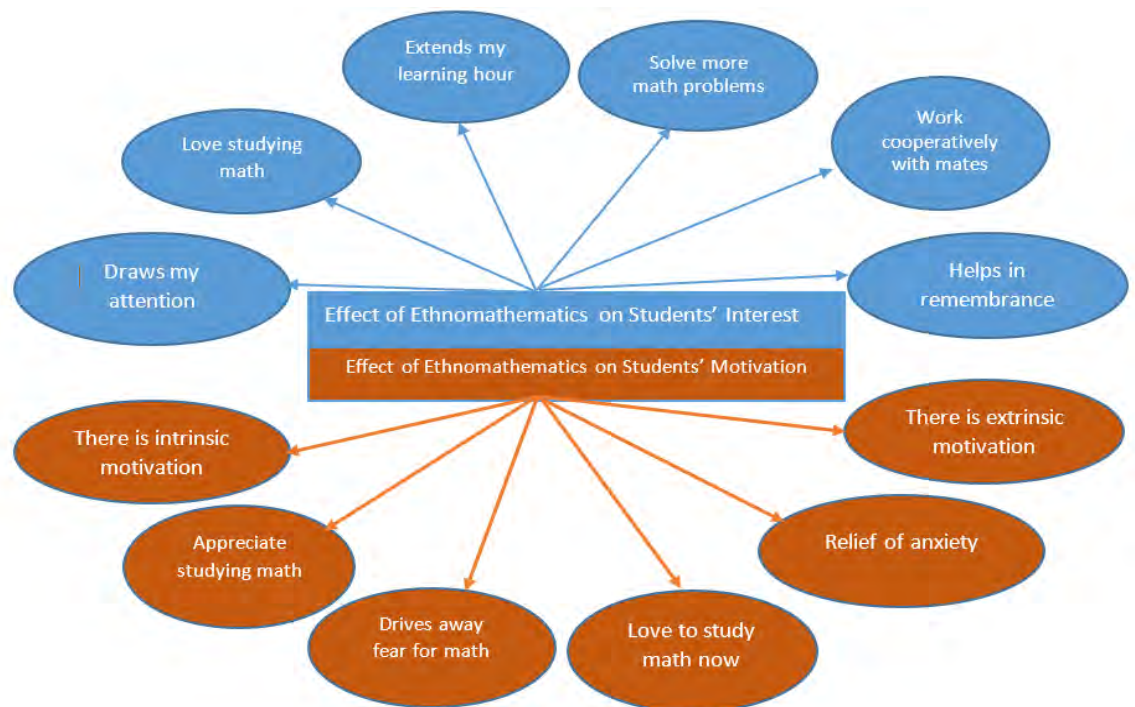 Extends my
learning hour
Solve more
math problems
Work
cooperatively
with mates
Love studying
math
Draws my
attention
Helps in
remembrance
Effect of Ethnomathematics on Students’ Interest
Effect of Ethnomathematics on Students’ Motivation
There is intrinsic
motivation
There is extrinsic
motivation
Appreciate
studying math
Relief of anxiety
Drives away
fear for math
Love to study
math now